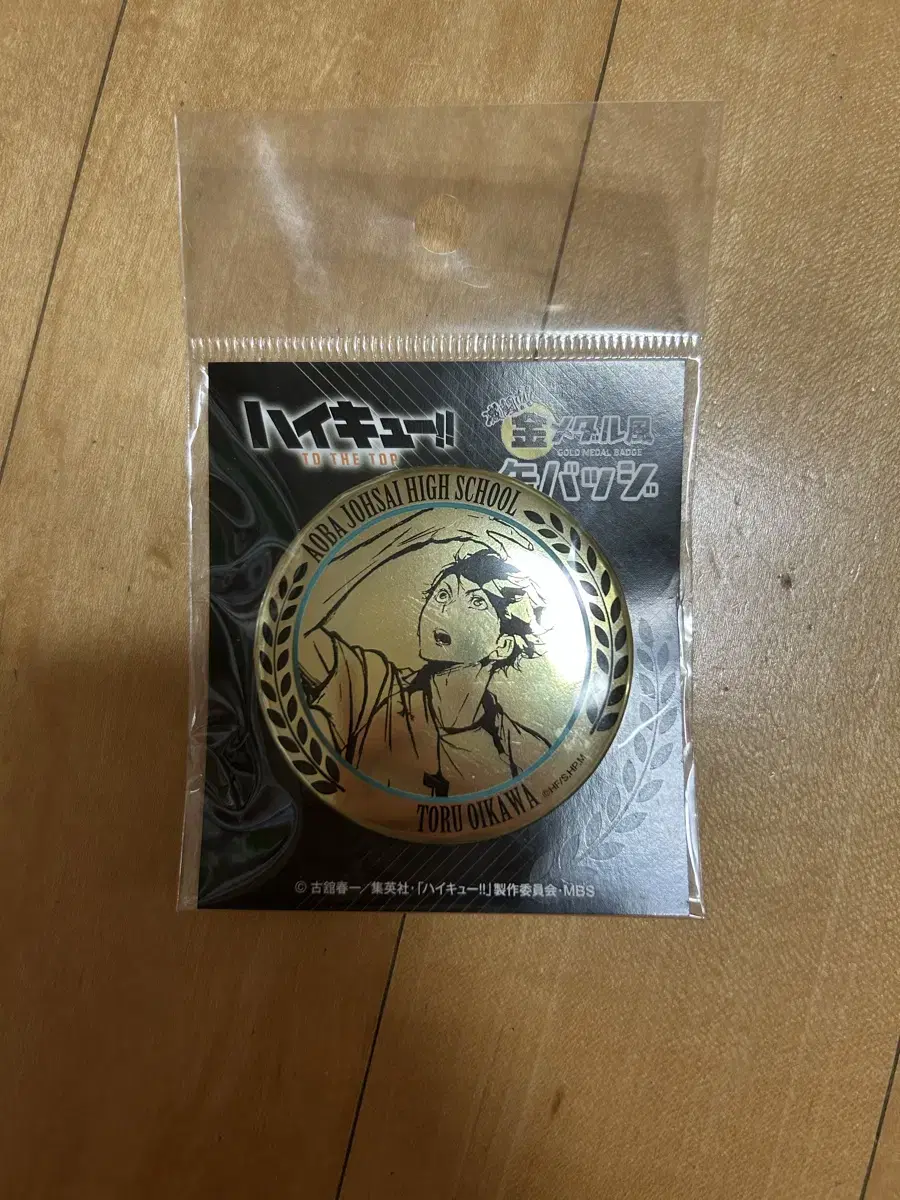 ハイキュー!!
TO THE TOP
金メダル風
GOLD MEDAL BADGE
缶バッジ
AOBA JOHSAI HIGH SCHOOL
TORU OIKAWA
©HF/S,HP,M
© 古舘春一／集英社・「ハイキュー!!」製作委員会・MBS